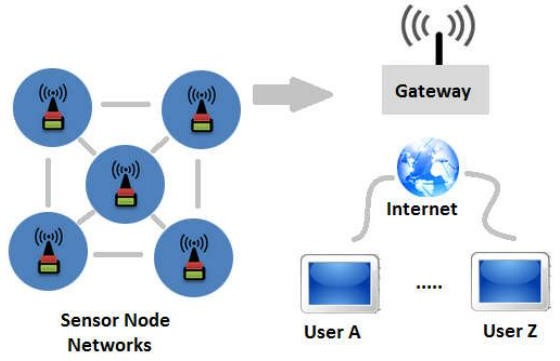 Gateway
Internet
Sensor Node
Networks
User A
.....
User Z